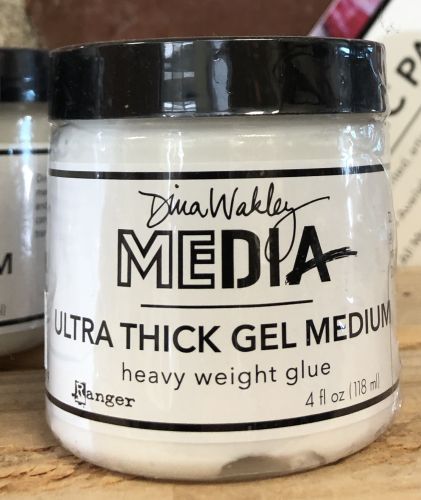 Dina Wakley
MEDIA
ULTRA THICK GEL MEDIUM
heavy weight glue
Ranger
4 fl oz (118 ml)